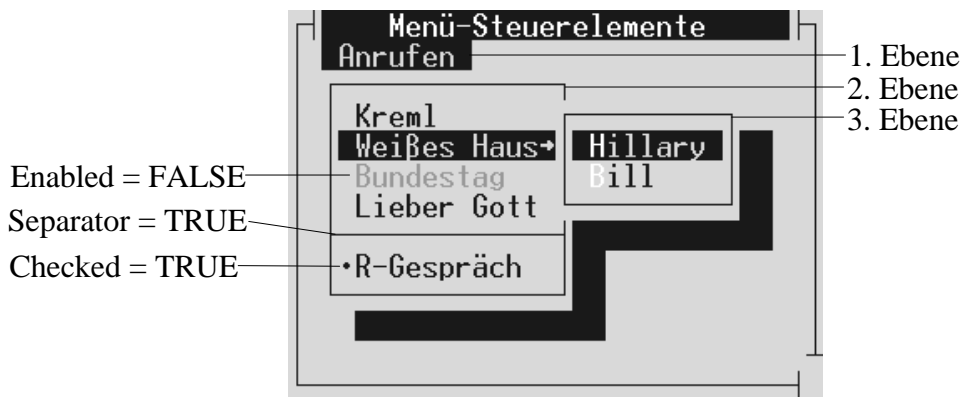 Menü-Steuerelemente
Anrufen
1. Ebene
2. Ebene
Kreml
3. Ebene
Weißes Haus→
Hillary
Enabled = FALSE
Bundestag
Bill
Lieber Gott
Separator = TRUE
Checked = TRUE
•R-Gespräch